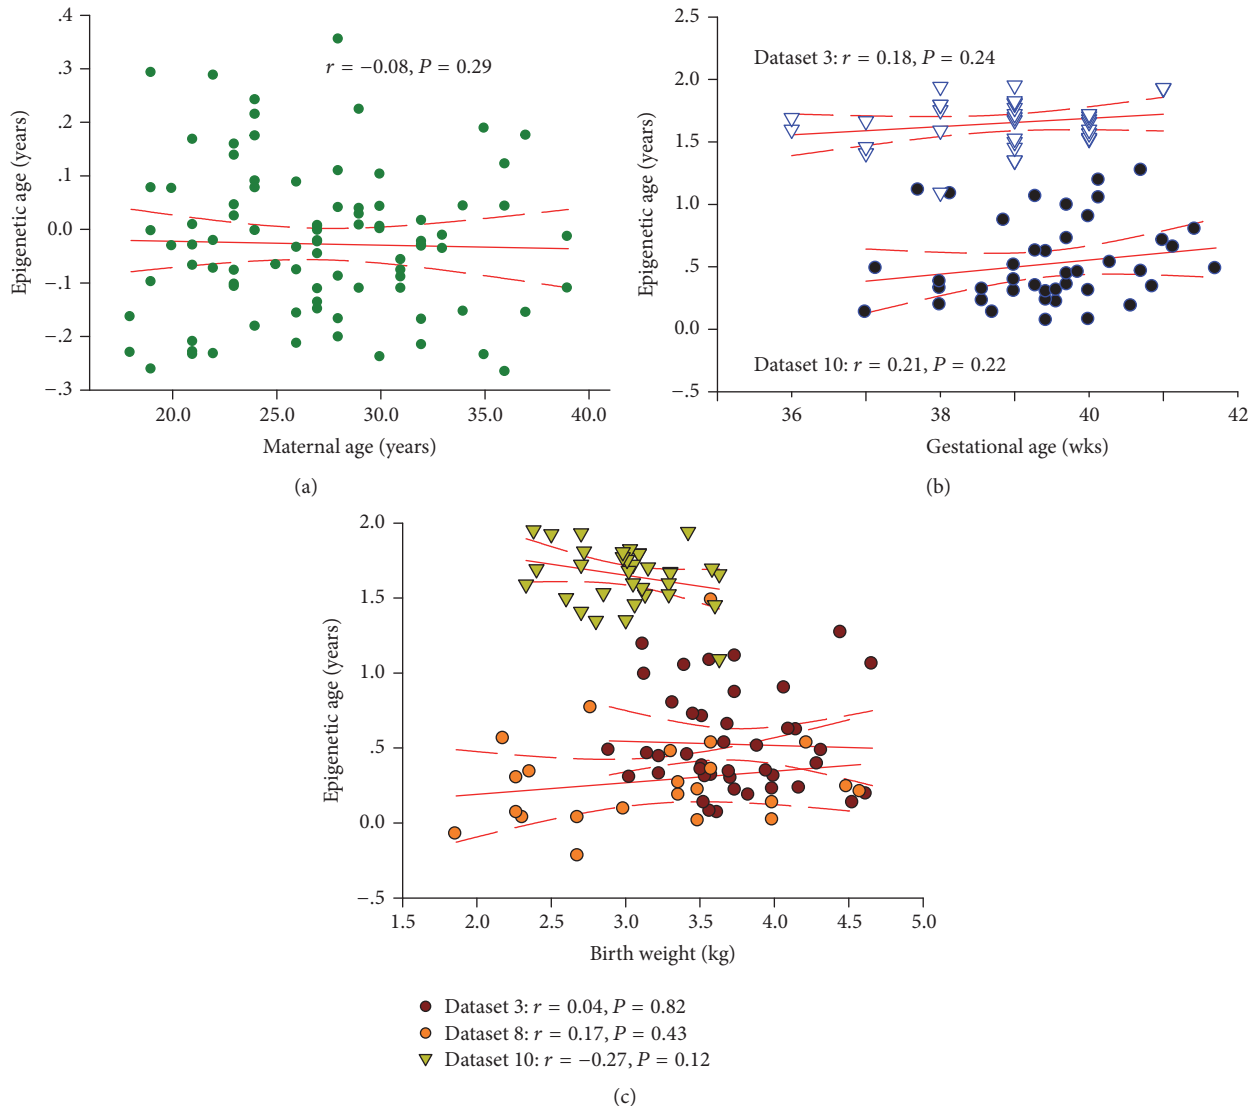 .4
.3
.2
.1
0.0
−.1
−.2
−.3
Epigenetic age (years)
r = −0.08, P = 0.29
20.0 25.0 30.0 35.0 40.0
Maternal age (years)
(a)
2.5
2.0
1.5
1.0
.5
0.0
−.5
Epigenetic age (years)
Dataset 3: r = 0.18, P = 0.24
Dataset 10: r = 0.21, P = 0.22
36 38 40 42
Gestational age (wks)
(b)
2.0
1.5
1.0
.5
0.0
−.5
Epigenetic age (years)
1.5 2.0 2.5 3.0 3.5 4.0 4.5 5.0
Birth weight (kg)
Dataset 3: r = 0.04, P = 0.82
Dataset 8: r = 0.17, P = 0.43
Dataset 10: r = −0.27, P = 0.12
(c)